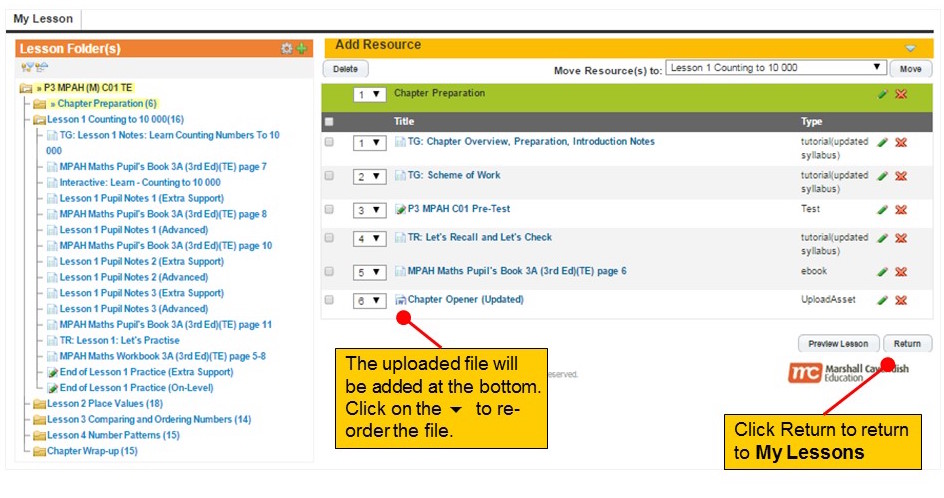 My Lesson
Lesson Folder(s)
» P3 MPAH (M) C01 TE
» Chapter Preparation (6)
Lesson 1 Counting to 10 000(16)
TG: Lesson 1 Notes: Learn Counting Numbers To 10
000
MPAH Maths Pupil's Book 3A (3rd Ed)(TE) page 7
Interactive: Learn - Counting to 10 000
Lesson 1 Pupil Notes 1 (Extra Support)
MPAH Maths Pupil's Book 3A (3rd Ed)(TE) page 8
Lesson 1 Pupil Notes 1 (Advanced)
MPAH Maths Pupil's Book 3A (3rd Ed)(TE) page 10
Lesson 1 Pupil Notes 2 (Extra Support)
Lesson 1 Pupil Notes 2 (Advanced)
Lesson 1 Pupil Notes 3 (Extra Support)
Lesson 1 Pupil Notes 3 (Advanced)
MPAH Maths Pupil's Book 3A (3rd Ed)(TE) page 11
TR: Lesson 1: Let's Practise
MPAH Maths Workbook 3A (3rd Ed)(TE) page 5-8
End of Lesson 1 Practice (Extra Support)
End of Lesson 1 Practice (On-Level)
Lesson 2 Place Values (18)
Lesson 3 Comparing and Ordering Numbers (14)
Lesson 4 Number Patterns (15)
Chapter Wrap-up (15)
Add Resource
Delete
Move Resource(s) to: Lesson 1 Counting to 10 000 Move
1 Chapter Preparation
Title Type
1 TG: Chapter Overview, Preparation, Introduction Notes tutorial(updated
syllabus)
2 TG: Scheme of Work tutorial(updated
syllabus)
3 P3 MPAH C01 Pre-Test Test
4 TR: Let's Recall and Let's Check tutorial(updated
syllabus)
5 MPAH Maths Pupil's Book 3A (3rd Ed)(TE) page 6 ebook
6 Chapter Opener (Updated) UploadAsset
Preview Lesson Return
The uploaded file will
be added at the bottom.
Click on the to re-
order the file.
eserved.
mc Marshall Cavendish
Education
Click Return to return
to My Lessons